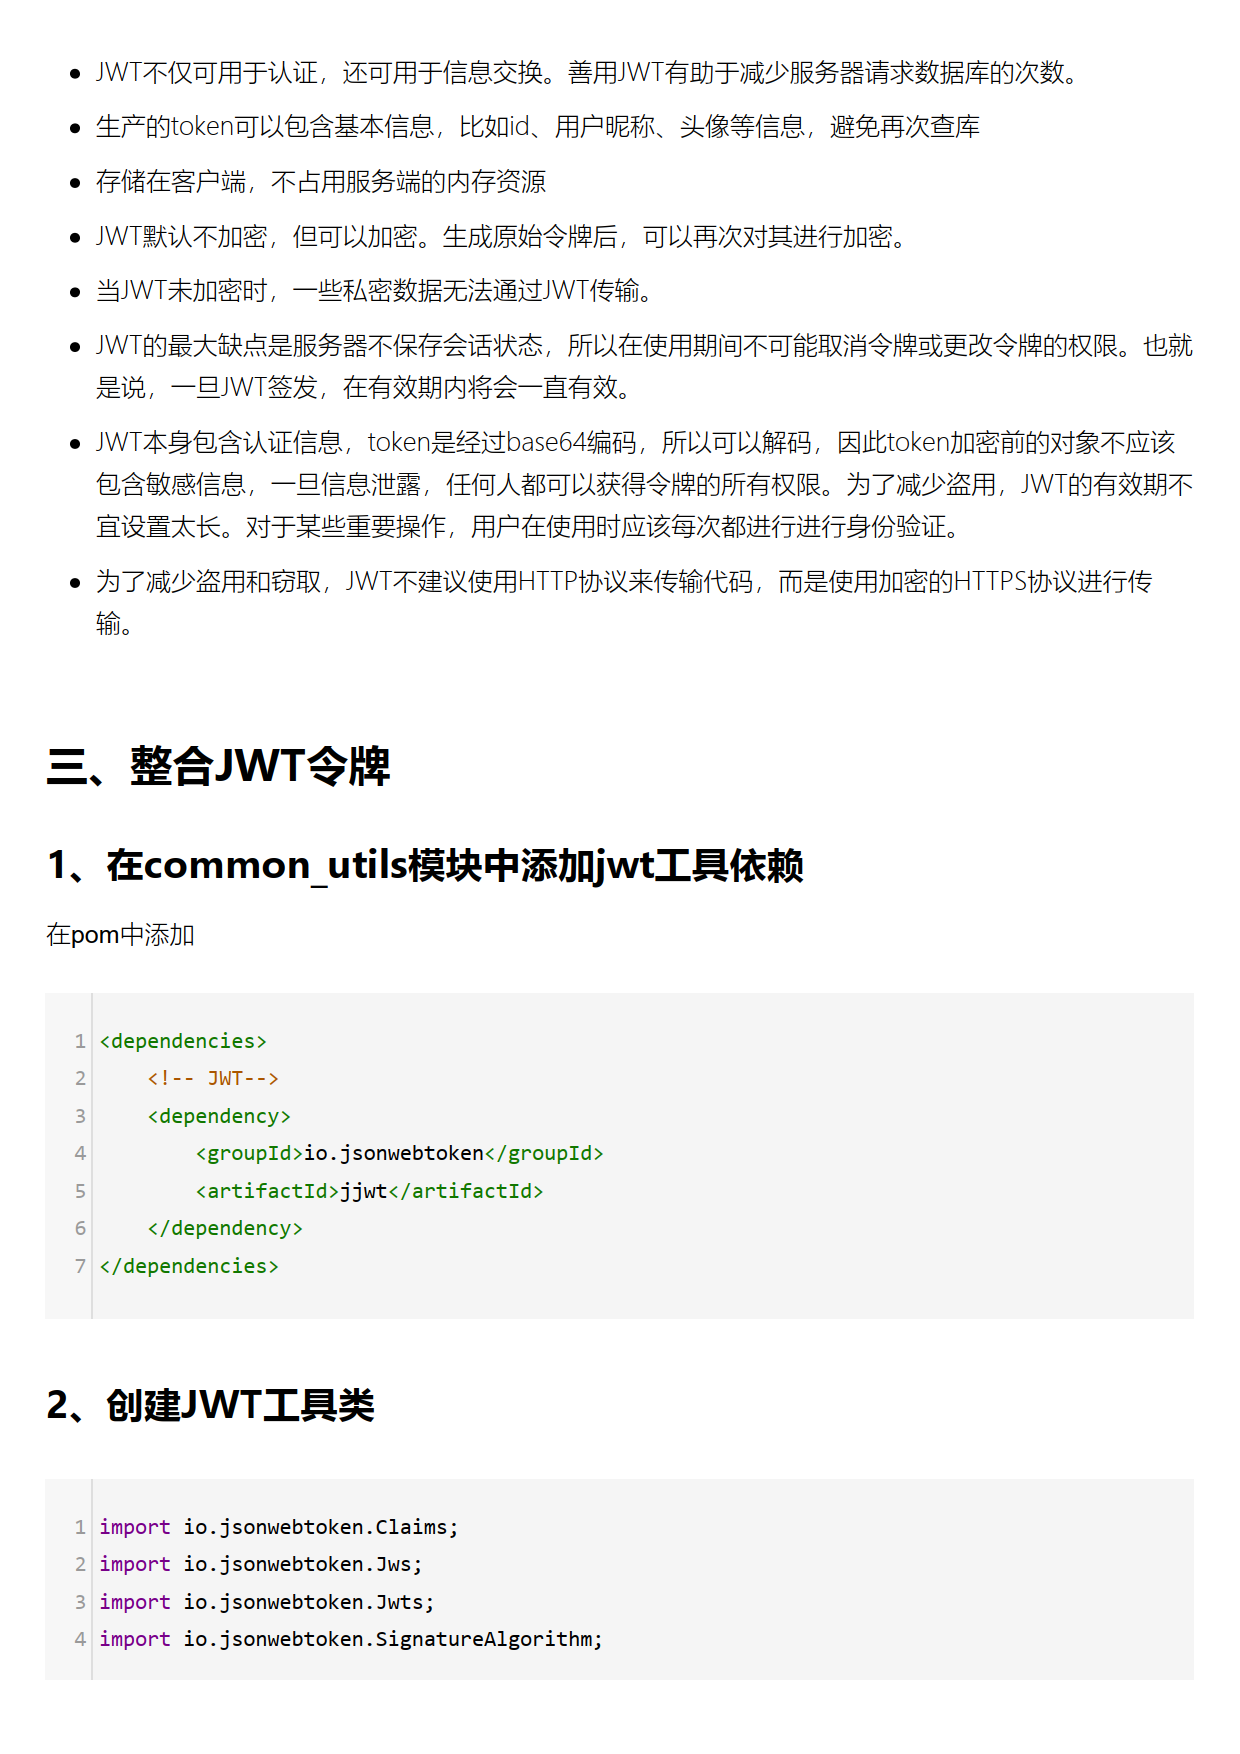 JWT不仅可用于认证，还可用于信息交换。善用JWT有助于减少服务器请求数据库的次数。
生产的token可以包含基本信息，比如id、用户昵称、头像等信息，避免再次查库
存储在客户端，不占用服务端的内存资源
JWT默认不加密，但可以加密。生成原始令牌后，可以再次对其进行加密。
当JWT未加密时，一些私密数据无法通过JWT传输。
JWT的最大缺点是服务器不保存会话状态，所以在使用期间不可能取消令牌或更改令牌的权限。也就
是说，一旦JWT签发，在有效期内将会一直有效。
JWT本身包含认证信息，token是经过base64编码，所以可以解码，因此token加密前的对象不应该
包含敏感信息，一旦信息泄露，任何人都可以获得令牌的所有权限。为了减少盗用，JWT的有效期不
宜设置太长。对于某些重要操作，用户在使用时应该每次都进行进行身份验证。
为了减少盗用和窃取，JWT不建议使用HTTP协议来传输代码，而是使用加密的HTTPS协议进行传
输。
三、整合JWT令牌
1、在common_utils模块中添加jwt工具依赖
在pom中添加
1 <dependencies>
2     <!-- JWT-->
3     <dependency>
4         <groupId>io.jsonwebtoken</groupId>
5         <artifactId>jjwt</artifactId>
6     </dependency>
7 </dependencies>
2、创建JWT工具类
1 import io.jsonwebtoken.Claims;
2 import io.jsonwebtoken.Jws;
3 import io.jsonwebtoken.Jwts;
4 import io.jsonwebtoken.SignatureAlgorithm;